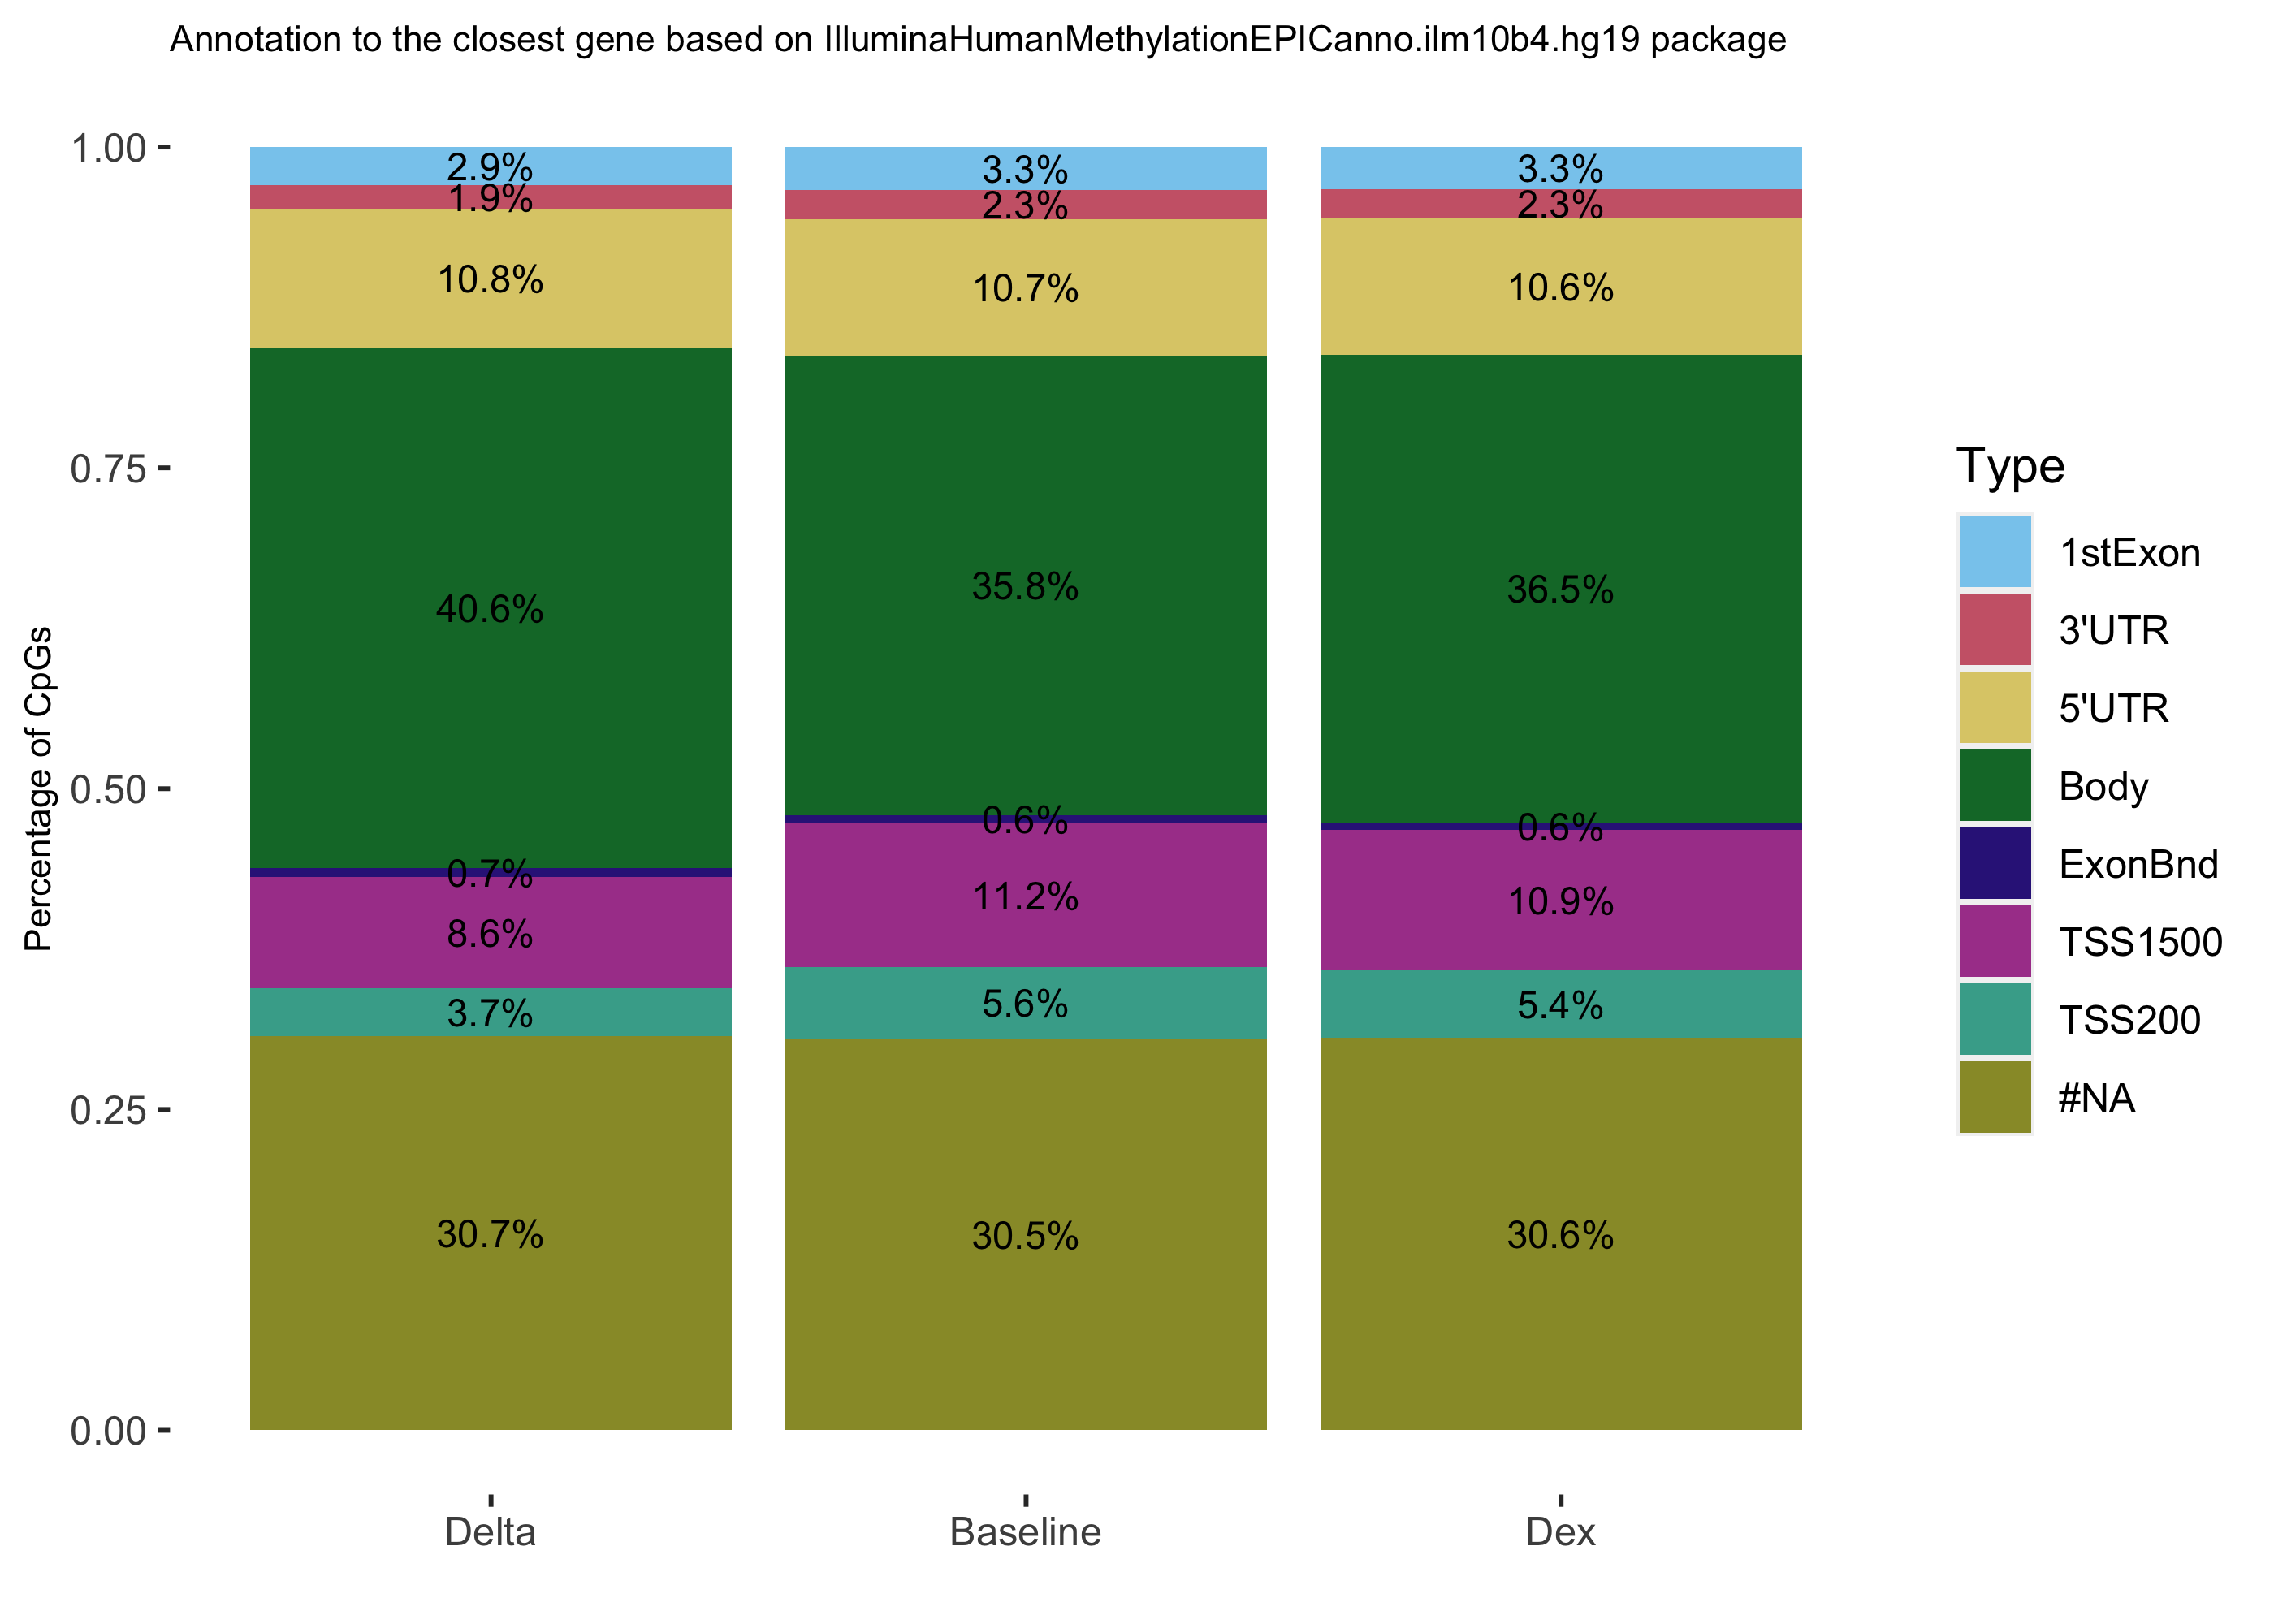 Annotation to the closest gene based on IlluminaHumanMethylationEPICanno.ilm10b4.hg19 package
Percentage of CpGs
1.00
0.75
0.50
0.25
0.00
2.9%
1.9%
10.8%
40.6%
0.7%
8.6%
3.7%
30.7%
3.3%
2.3%
10.7%
35.8%
0.6%
11.2%
5.6%
30.5%
3.3%
2.3%
10.6%
36.5%
0.6%
10.9%
5.4%
30.6%
Delta
Baseline
Dex
Type
1stExon
3'UTR
5'UTR
Body
ExonBnd
TSS1500
TSS200
#NA